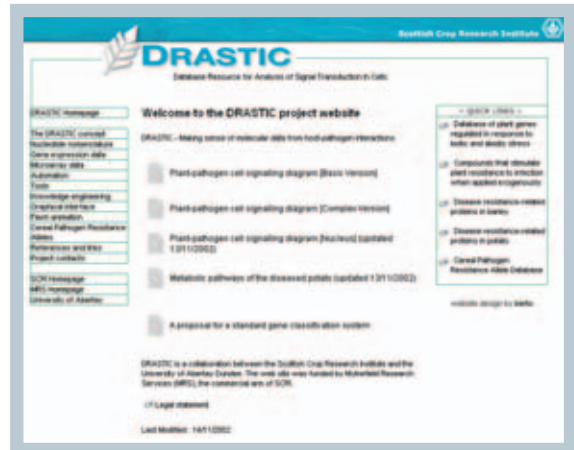 Scottish Crop Research Institute
DRASTIC
Database Resource for Analysis of Signal Transduction in Cells
DRASTIC Homepage
The DRASTIC concept
Nucleotide nomenclature
Gene expression data
Microarray data
Automation
Tools
Knowledge engineering
Graphical interface
Flash animation
Cereal Pathogen Resistance
Alleles
References and links
Project contacts
SCRI Homepage
MRS Homepage
University of Abertay
Welcome to the DRASTIC project website
DRASTIC - Making sense of molecular data from host-pathogen interactions
Plant-pathogen cell signalling diagram [Basic Version]
Plant-pathogen cell signalling diagram [Complex Version]
Plant-pathogen cell signalling diagram [Nucleus] (updated
13/11/2002)
Metabolic pathways of the diseased potato (updated 13/11/2002)
A proposal for a standard gene classification system
DRASTIC is a collaboration between the Scottish Crop Research Institute and the
University of Abertay Dundee. The web site was funded by Mylnefield Research
Services (MRS), the commercial arm of SCRI.
Legal statement
Last Modified: 14/11/2002
- QUICK LINKS -
Database of plant genes
regulated in response to
biotic and abiotic stress
Compounds that stimulate
plant resistance to infection
when applied exogenously
Disease resistance-related
proteins in barley
Disease resistance-related
proteins in potato
Cereal Pathogen
Resistance Allele Database
website design by